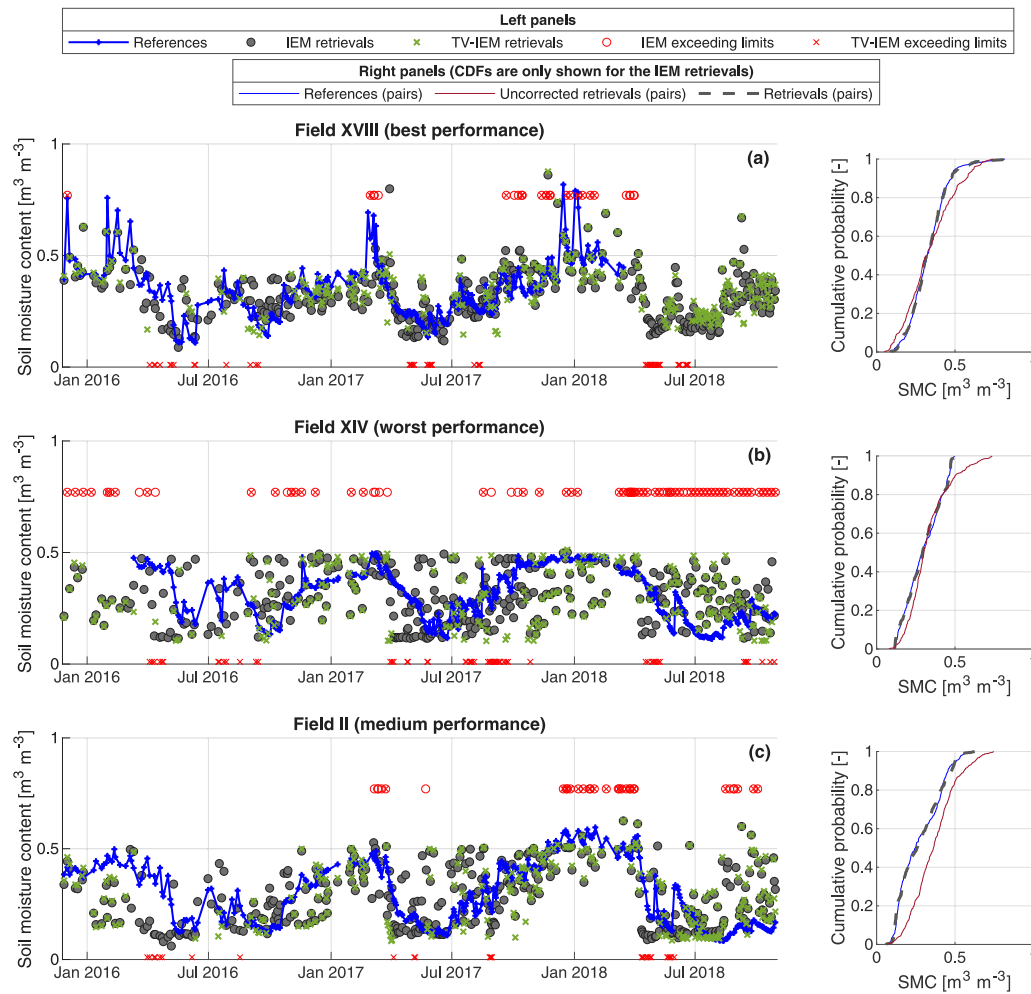 Left panels
References IEM retrievals TV-IEM retrievals IEM exceeding limits TV-IEM exceeding limits
Right panels (CDFs are only shown for the IEM retrievals)
References (pairs) Uncorrected retrievals (pairs) Retrievals (pairs)
Field XVIII (best performance)
(a)
Soil moisture content [m³ m⁻³]
1
0.5
0
Jan 2016 Jul 2016 Jan 2017 Jul 2017 Jan 2018 Jul 2018
Cumulative probability [-]
1
0.8
0.6
0.4
0.2
0
0 0.5 1
SMC [m³ m⁻³]
Field XIV (worst performance)
(b)
Soil moisture content [m³ m⁻³]
1
0.5
0
Jan 2016 Jul 2016 Jan 2017 Jul 2017 Jan 2018 Jul 2018
Cumulative probability [-]
1
0.8
0.6
0.4
0.2
0
0 0.5 1
SMC [m³ m⁻³]
Field II (medium performance)
(c)
Soil moisture content [m³ m⁻³]
1
0.5
0
Jan 2016 Jul 2016 Jan 2017 Jul 2017 Jan 2018 Jul 2018
Cumulative probability [-]
1
0.8
0.6
0.4
0.2
0
0 0.5 1
SMC [m³ m⁻³]